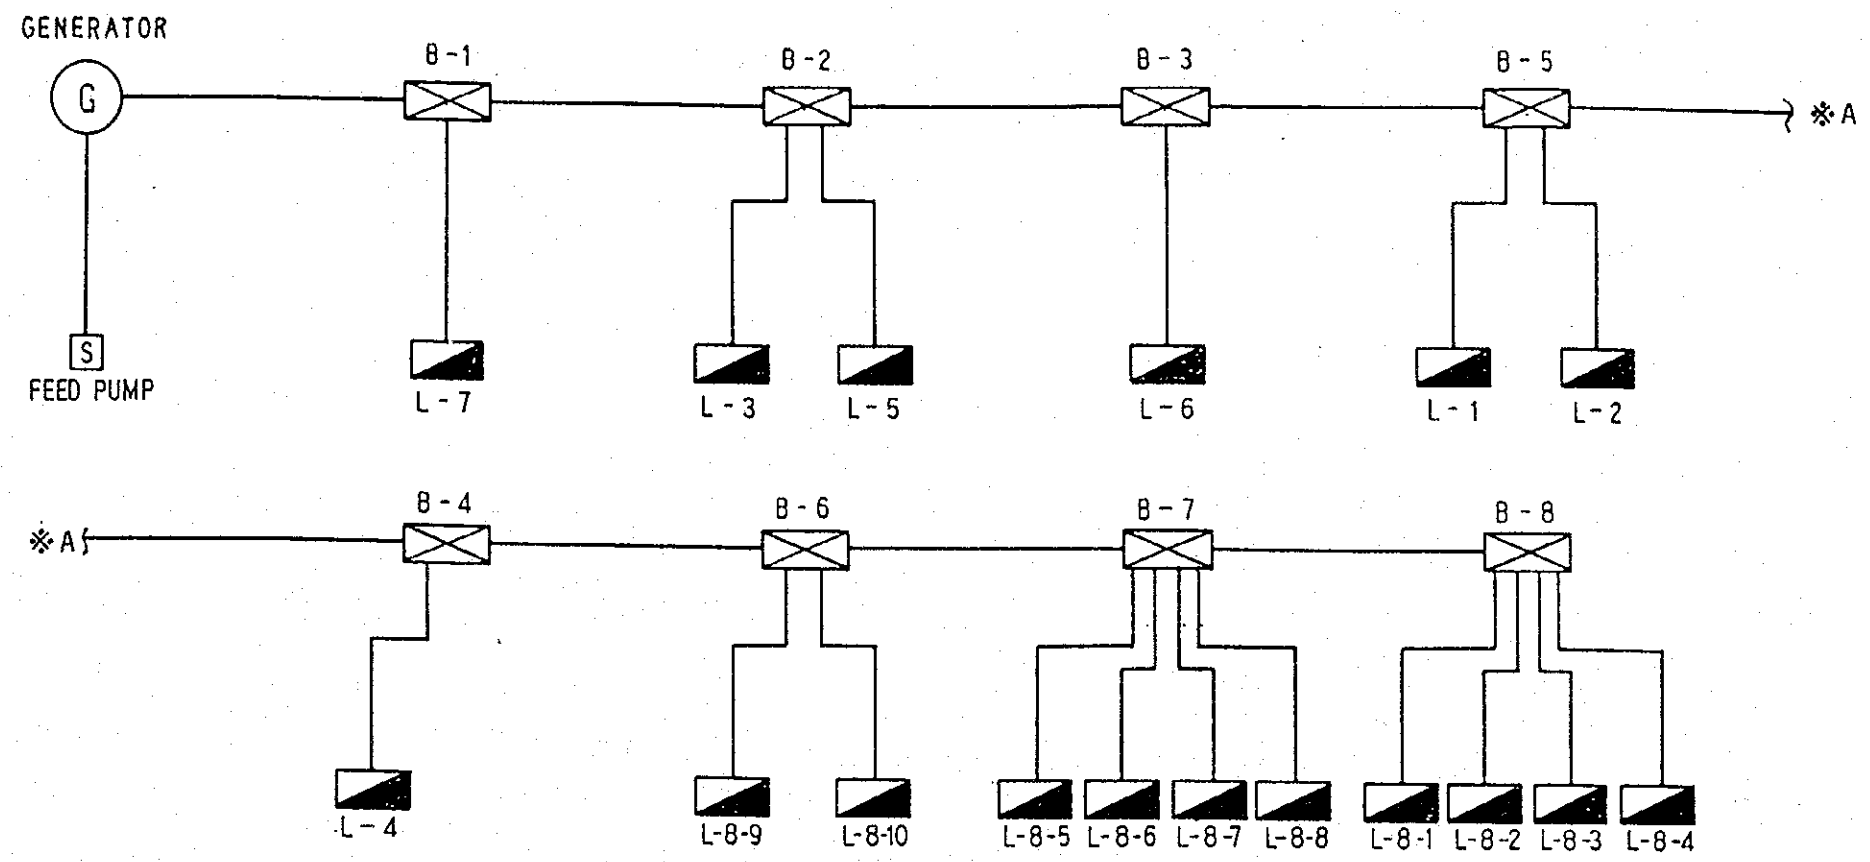 GENERATOR
B-1
B-2
B-3
B-5
G
※A
S
FEED PUMP
L-7
L-3
L-5
L-6
L-1
L-2
B-4
B-6
B-7
B-8
※A
L-4
L-8-9
L-8-10
L-8-5
L-8-6
L-8-7
L-8-8
L-8-1
L-8-2
L-8-3
L-8-4